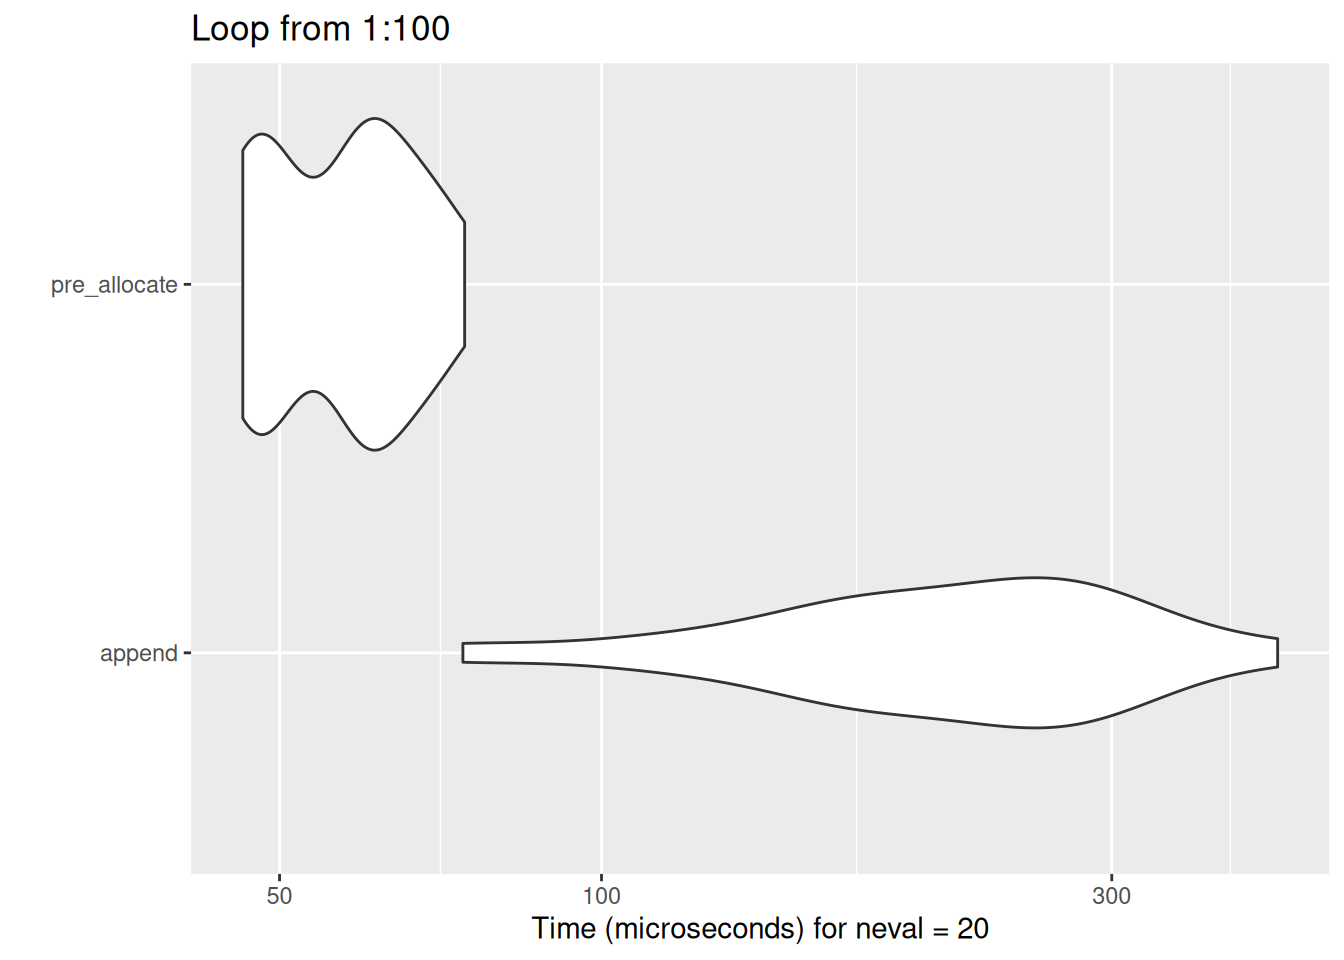 Loop from 1:100
pre_allocate
append
50 100 300
Time (microseconds) for neval = 20